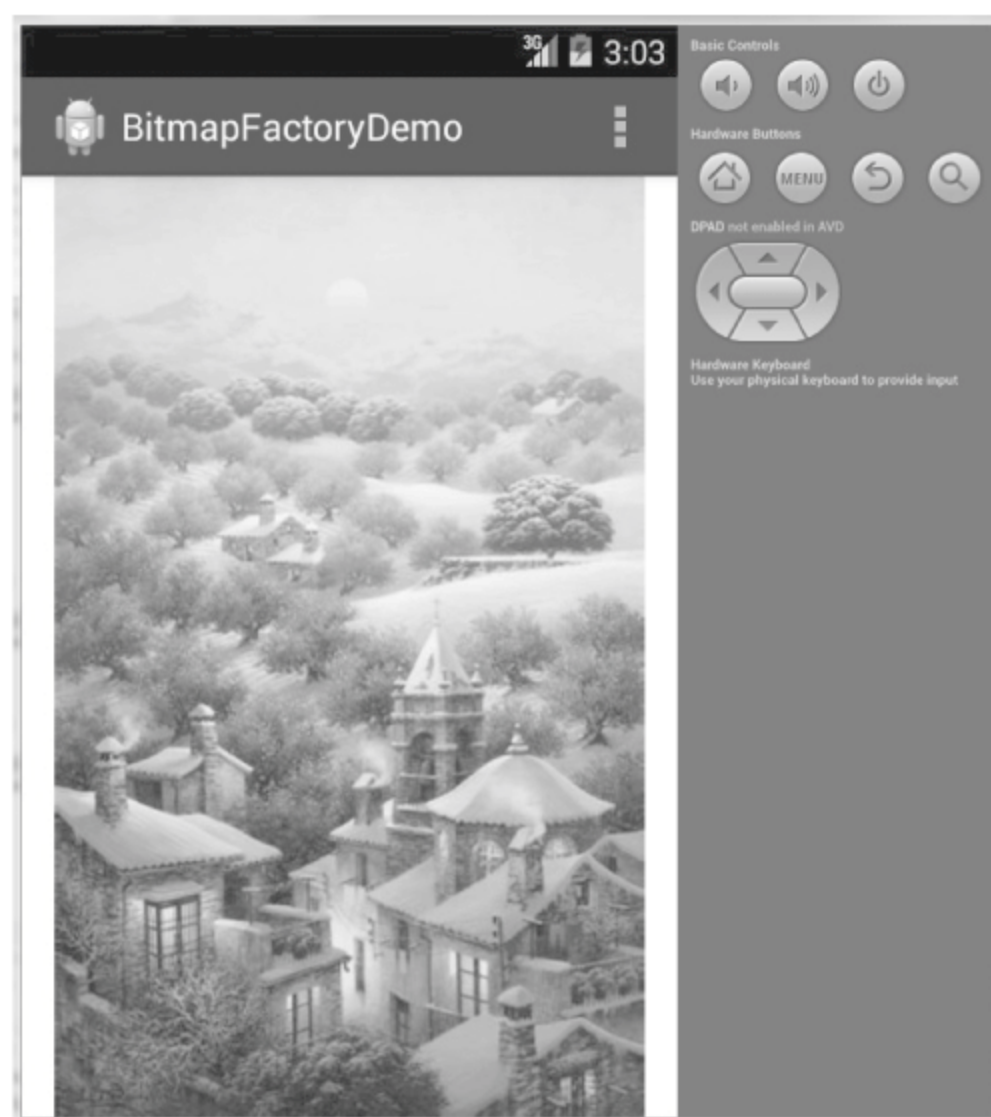 3G 3:03
BitmapFactoryDemo
Basic Controls
Hardware Buttons
MENU
DPAD not enabled in AVD
Hardware Keyboard
Use your physical keyboard to provide input